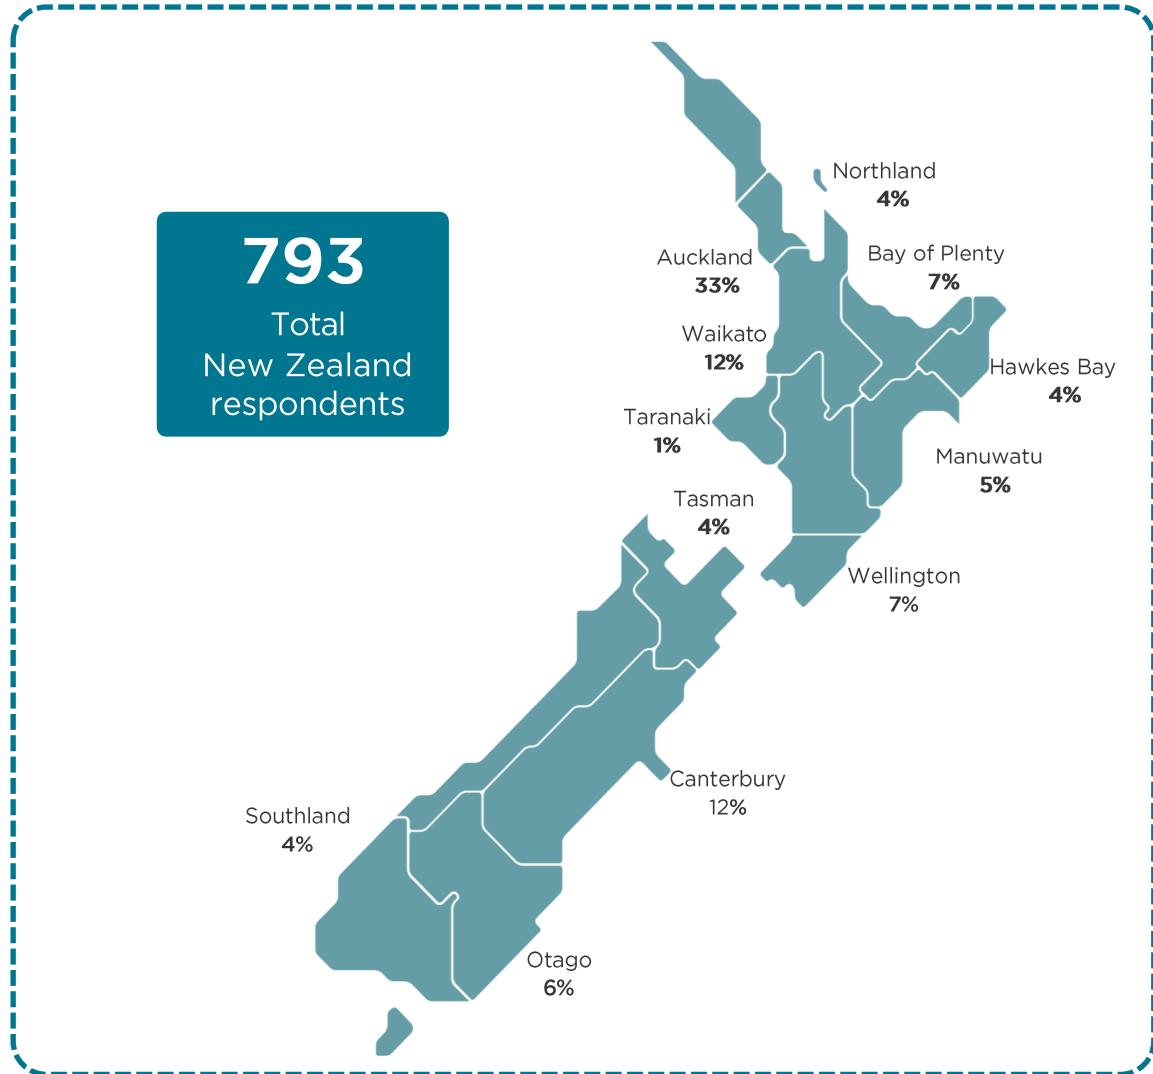 Northland
4%
793
Total
New Zealand
respondents
Auckland
33%
Bay of Plenty
7%
Waikato
12%
Hawkes Bay
4%
Taranaki
1%
Manuwatu
5%
Tasman
4%
Wellington
7%
Canterbury
12%
Southland
4%
Otago
6%